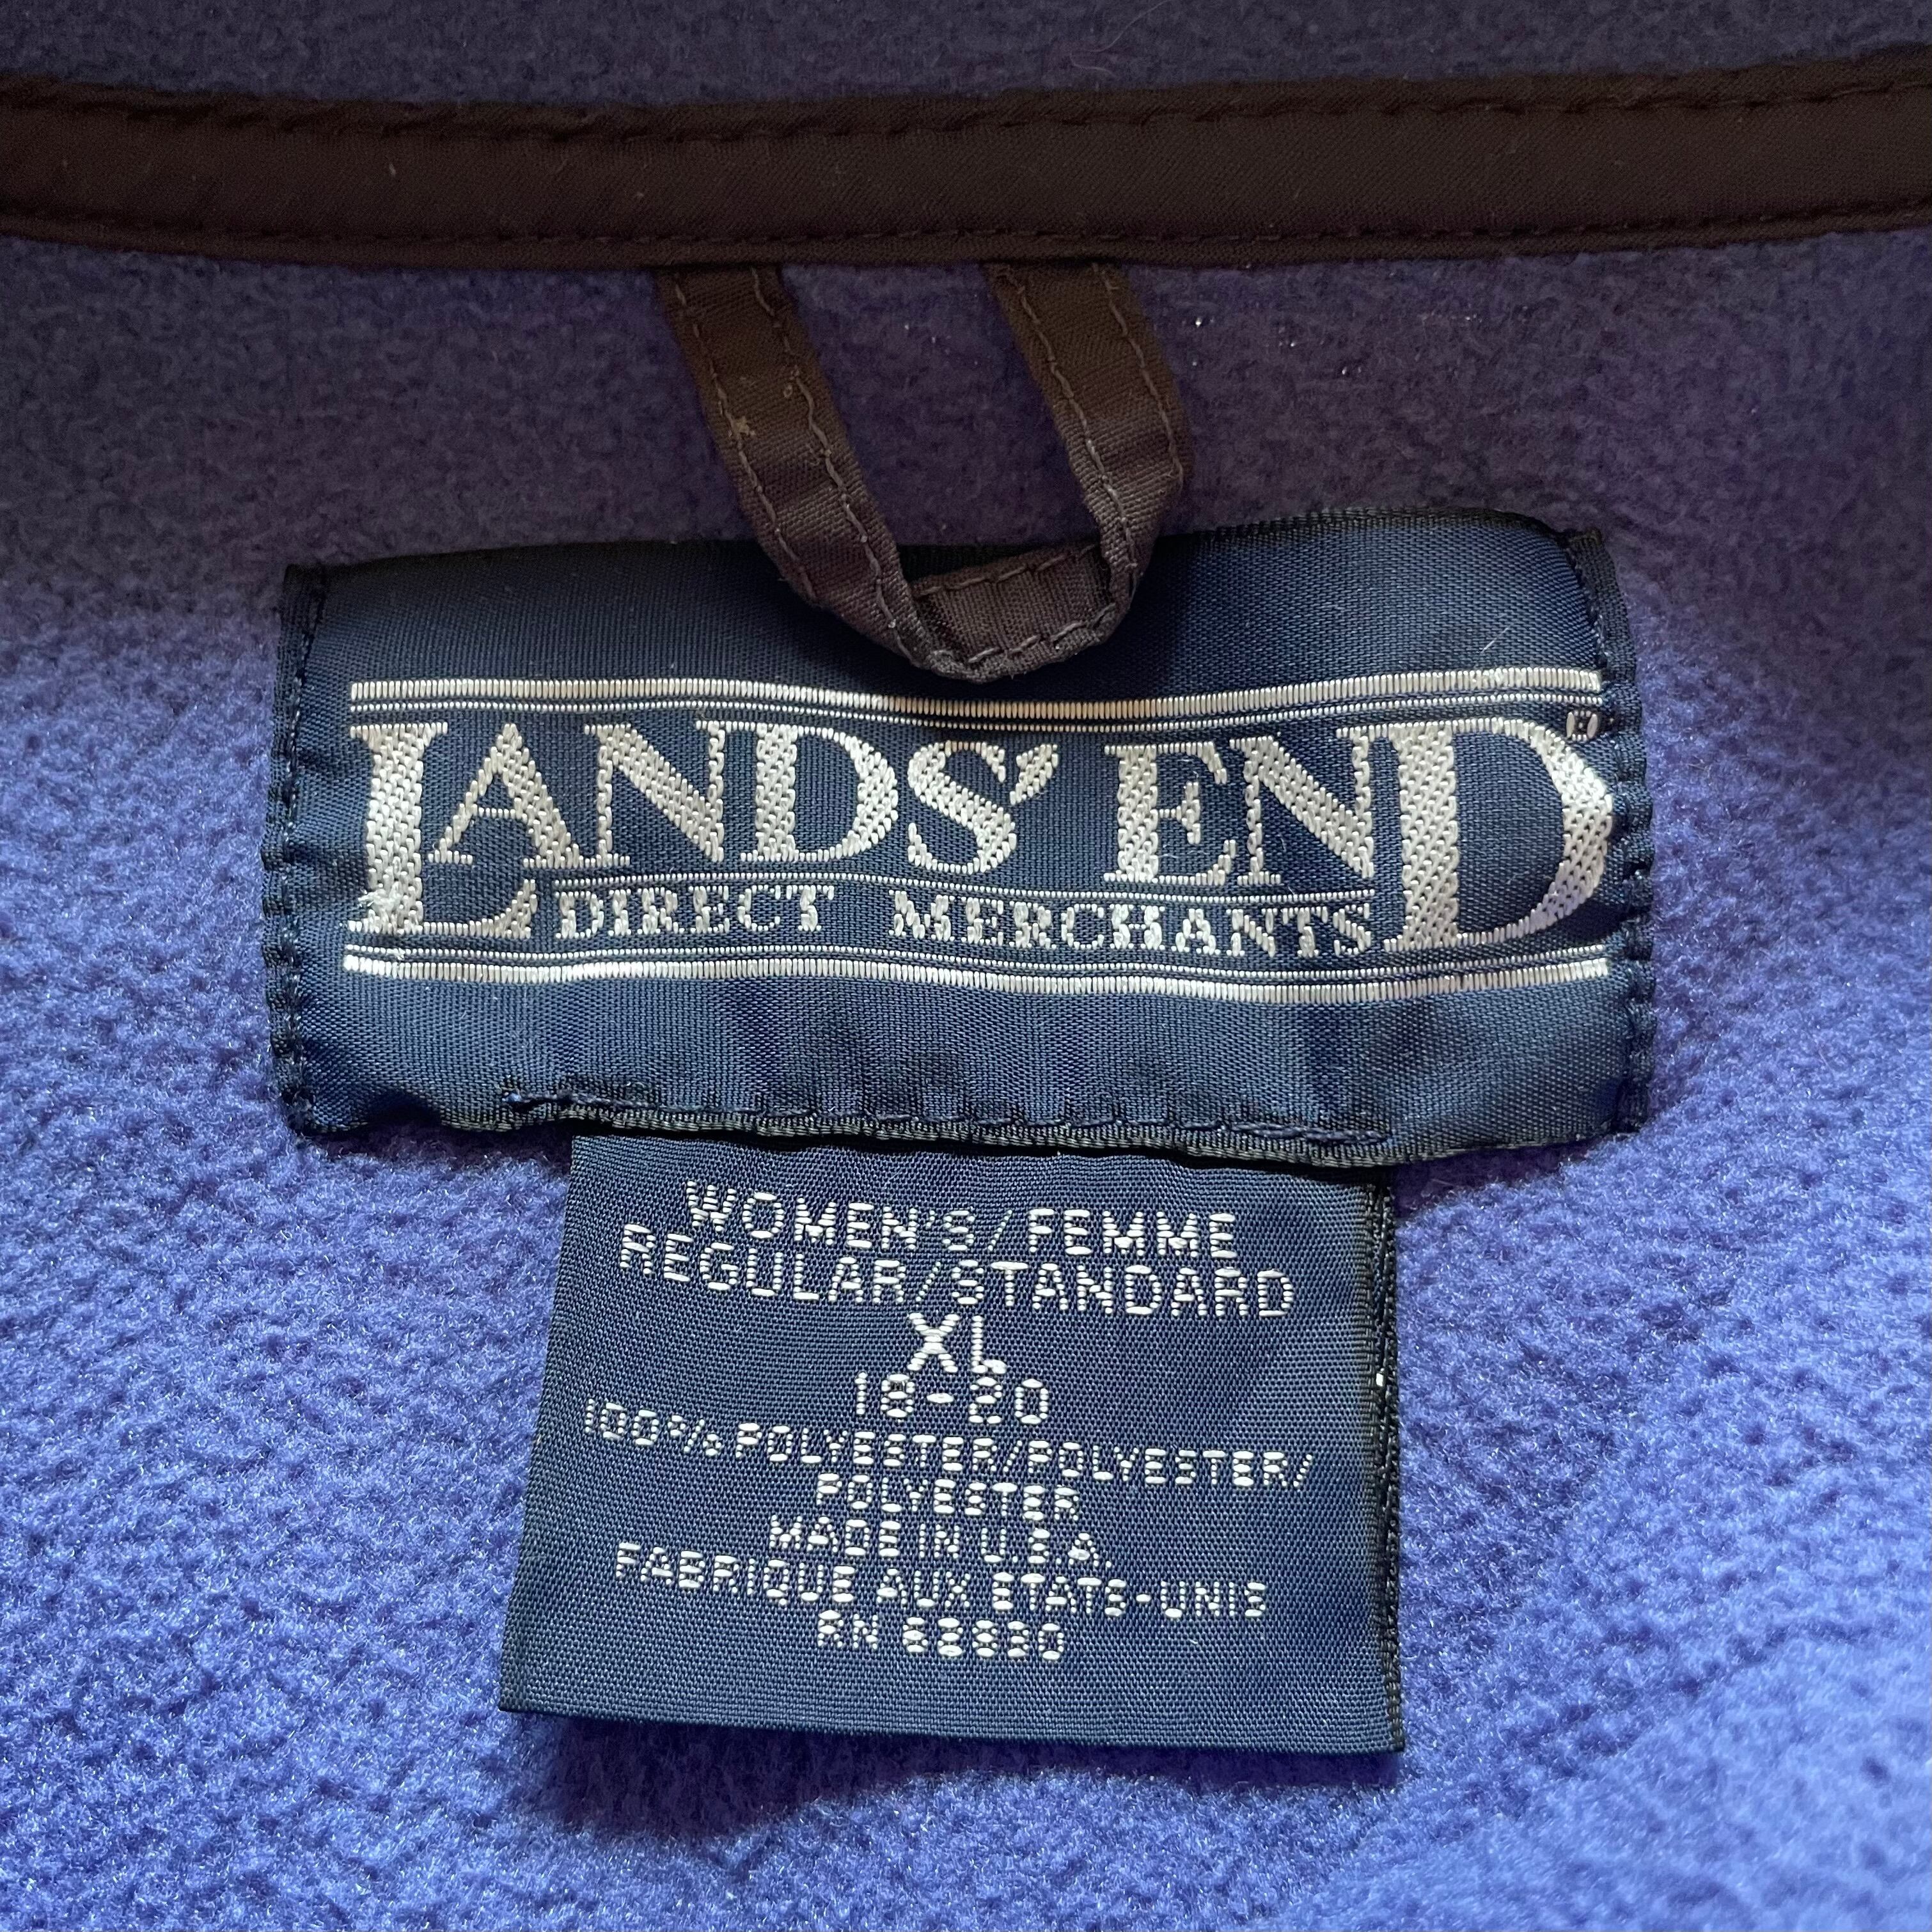 LANDS' END®
DIRECT MERCHANTS
WOMEN'S/FEMME
REGULAR/STANDARD
XL
18-20
100% POLYESTER/POLYESTER/
POLYESTER
MADE IN U.S.A.
FABRIQUE AUX ETATS-UNIS
RN